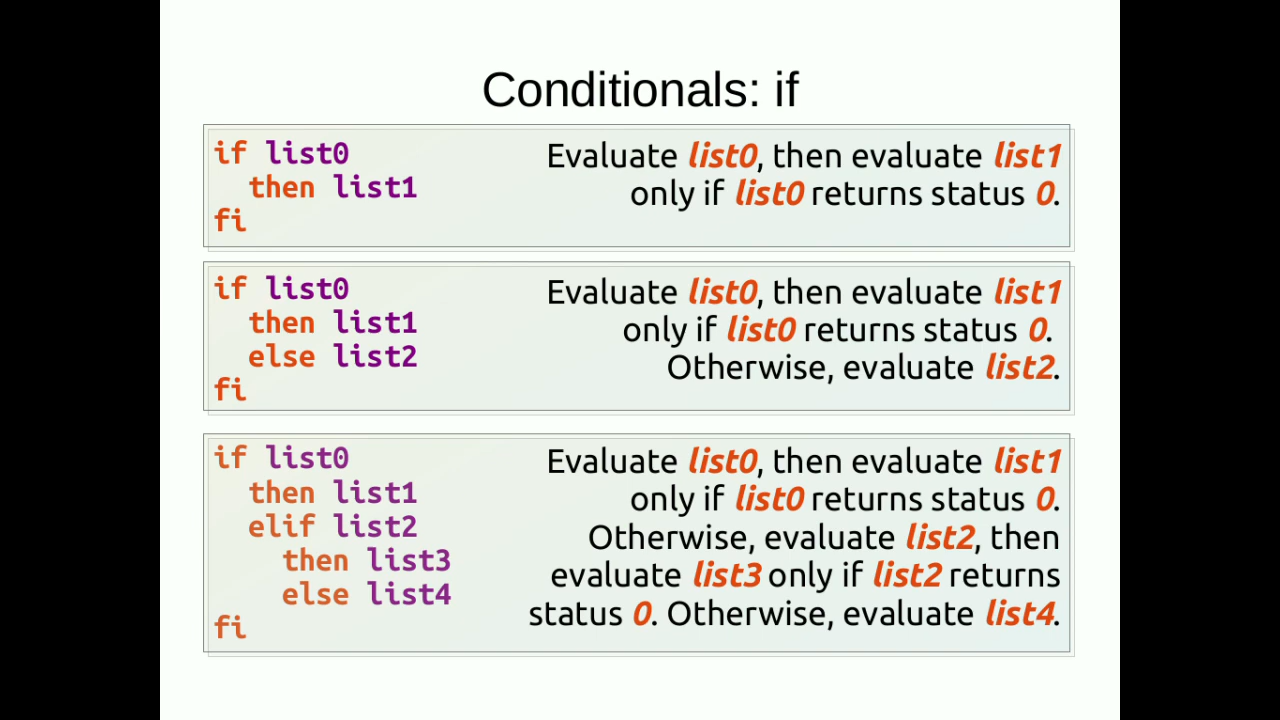 Conditionals: if
if list0
then list1
fi
Evaluate list0, then evaluate list1
only if list0 returns status 0.
if list0
then list1
else list2
fi
Evaluate list0, then evaluate list1
only if list0 returns status 0.
Otherwise, evaluate list2.
if list0
then list1
elif list2
then list3
else list4
fi
Evaluate list0, then evaluate list1
only if list0 returns status 0.
Otherwise, evaluate list2, then
evaluate list3 only if list2 returns
status 0. Otherwise, evaluate list4.